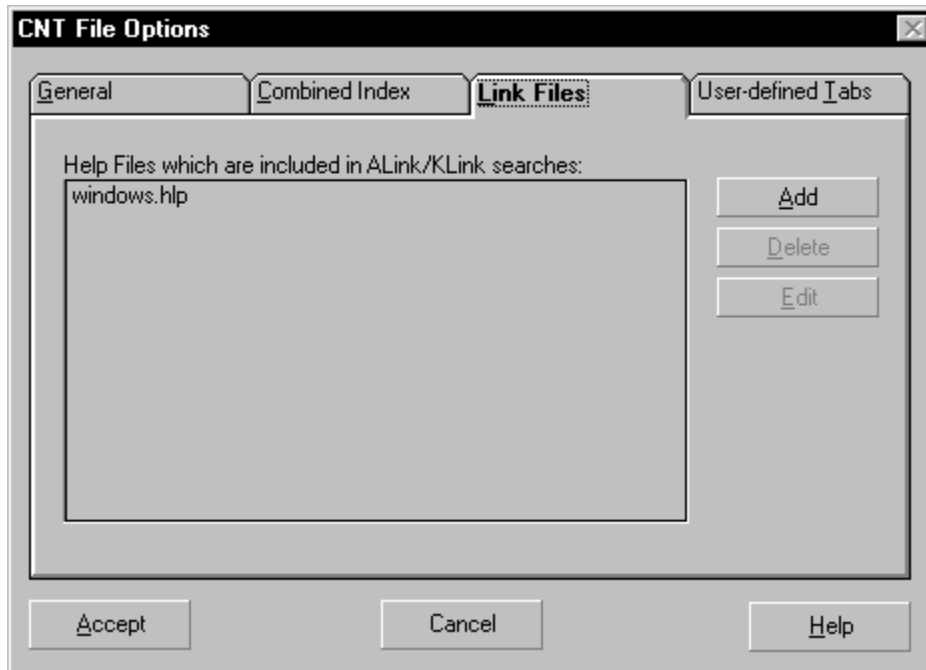 CNT File Options
General Combined Index Link Files User-defined Tabs
Help Files which are included in ALink/KLink searches:
windows.hlp
Add
Delete
Edit
Accept Cancel Help